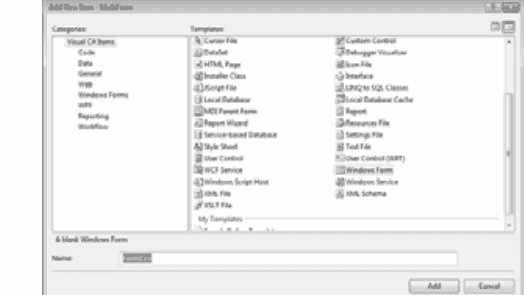 Add New Item - MultiForm
Categories:
Templates:
Visual C# Items
Code
Data
General
Web
Windows Forms
WPF
Reporting
Workflow
Cursor File
DataSet
HTML Page
Installer Class
JScript File
Local Database
MDI Parent Form
Report Wizard
Service-based Database
Style Sheet
User Control
WCF Service
Windows Script Host
XML File
XSLT File
Custom Control
Debugger Visualizer
Icon File
Interface
LINQ to SQL Classes
Local Database Cache
Report
Resources File
Settings File
Text File
User Control (WPF)
Windows Form
Windows Service
XML Schema
My Templates
A blank Windows Form
Name:
Add
Cancel